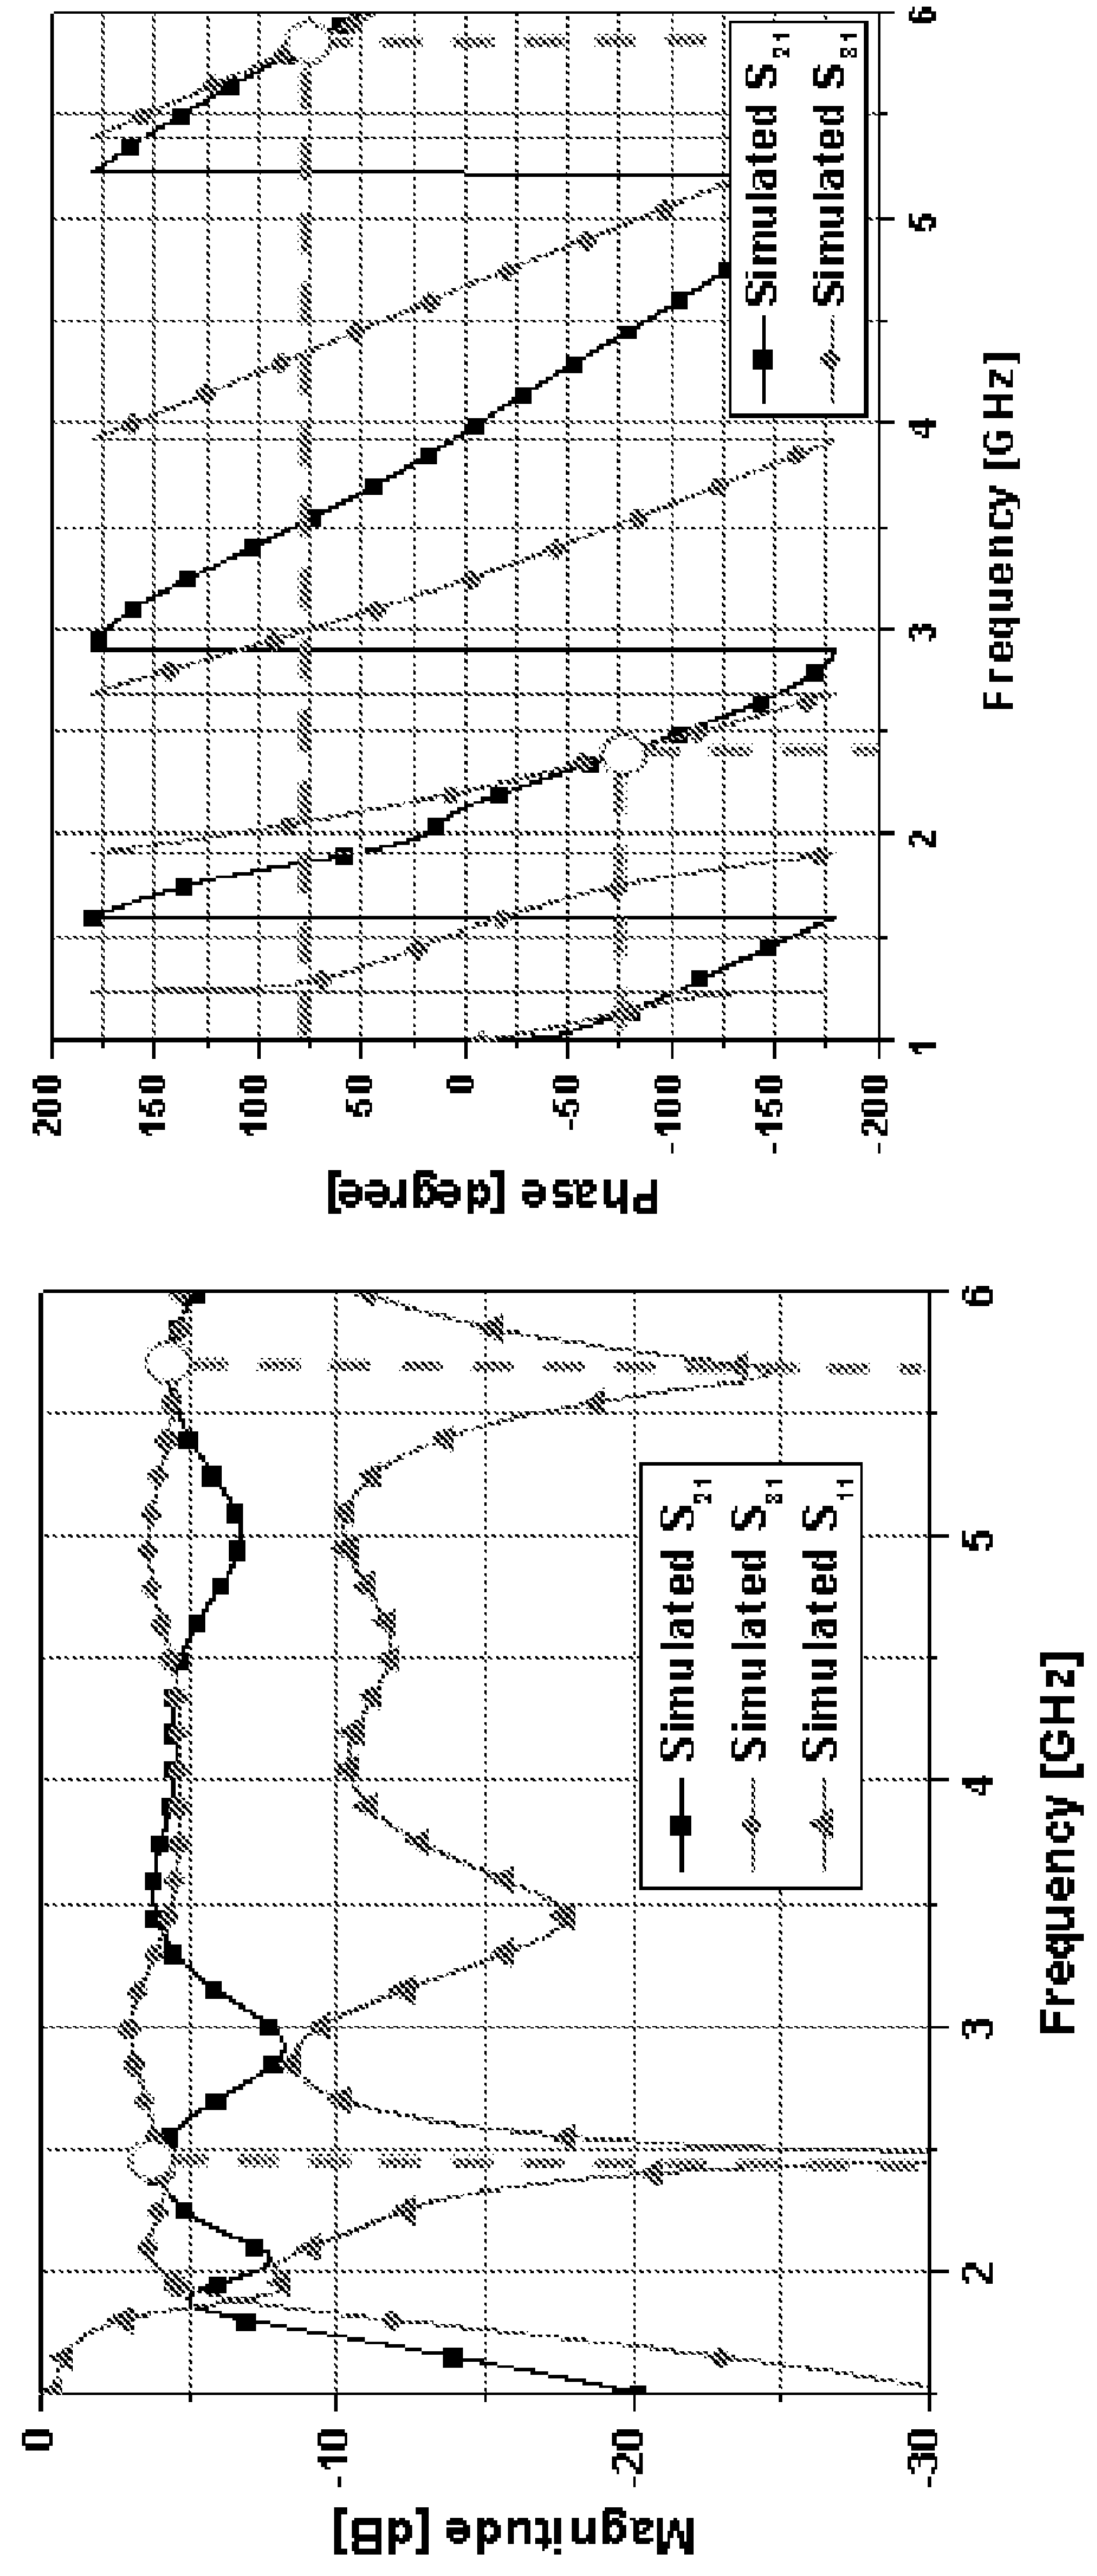 Magnitude [dB]
0
-10
-20
-30
2
3
4
5
6
Frequency [GHz]
Simulated S21
Simulated S31
Simulated S11
Phase [degree]
200
150
100
50
0
-50
-100
-150
-200
1
2
3
4
5
6
Frequency [G Hz]
Simulated S21
Simulated S31